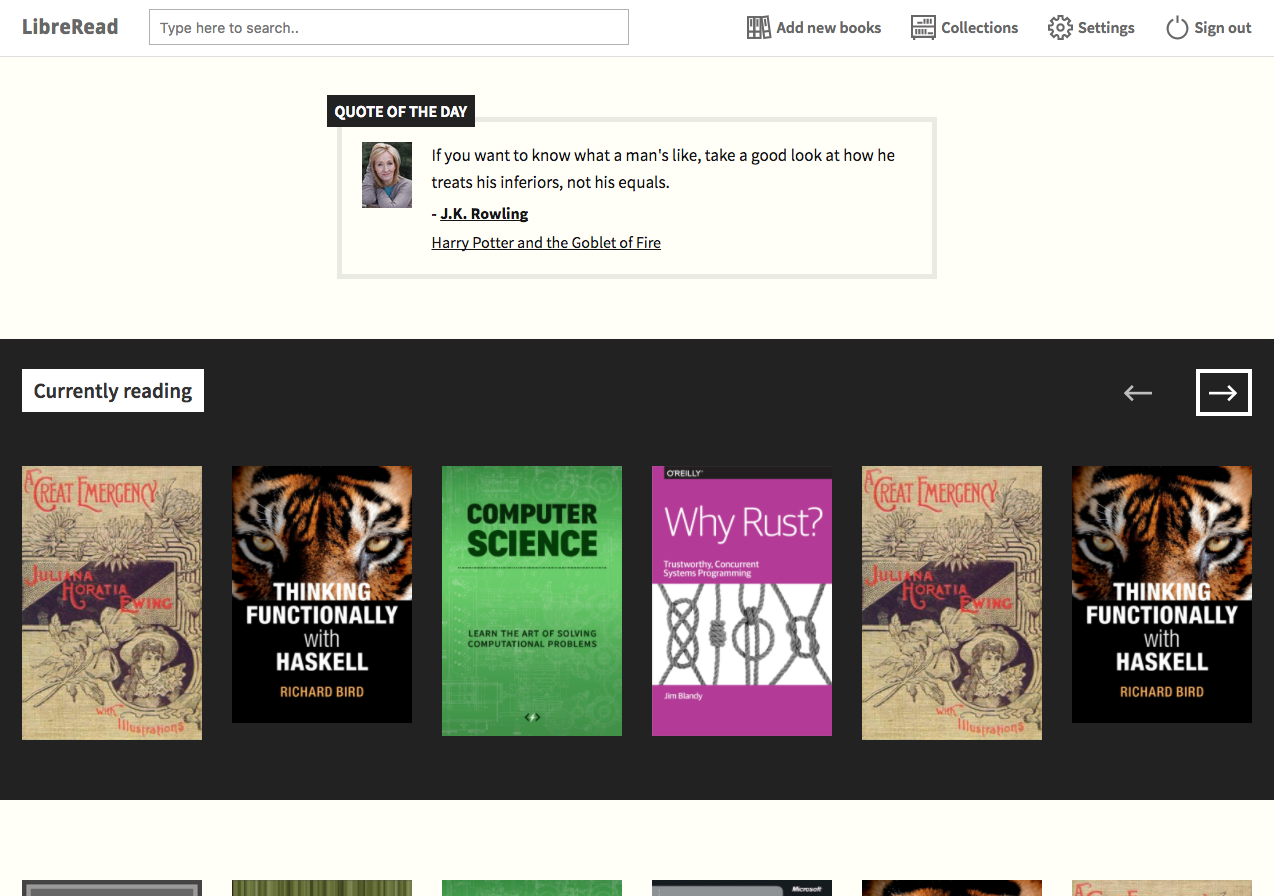 LibreRead
Type here to search..
Add new books
Collections
Settings
Sign out
QUOTE OF THE DAY
If you want to know what a man's like, take a good look at how he
treats his inferiors, not his equals.
- J.K. Rowling
Harry Potter and the Goblet of Fire
Currently reading
A
GREAT EMERGENCY
JULIANA
HORATIA
EWING
with Illustrations
THINKING
FUNCTIONALLY
with
HASKELL
RICHARD BIRD
COMPUTER
SCIENCE
LEARN THE ART OF SOLVING
COMPUTATIONAL PROBLEMS
O'REILLY
Why Rust?
Trustworthy, Concurrent
Systems Programming
Jim Blandy
A
GREAT EMERGENCY
JULIANA
HORATIA
EWING
with Illustrations
THINKING
FUNCTIONALLY
with
HASKELL
RICHARD BIRD
Microsoft